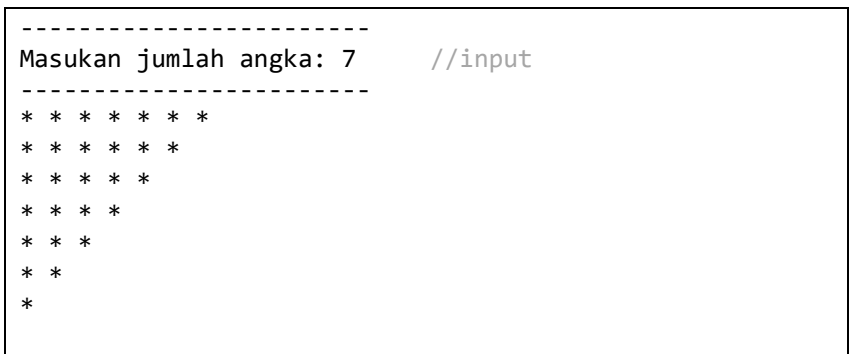 ------------------------
Masukan jumlah angka: 7     //input
------------------------
* * * * * * *
* * * * * *
* * * * *
* * * *
* * *
* *
*